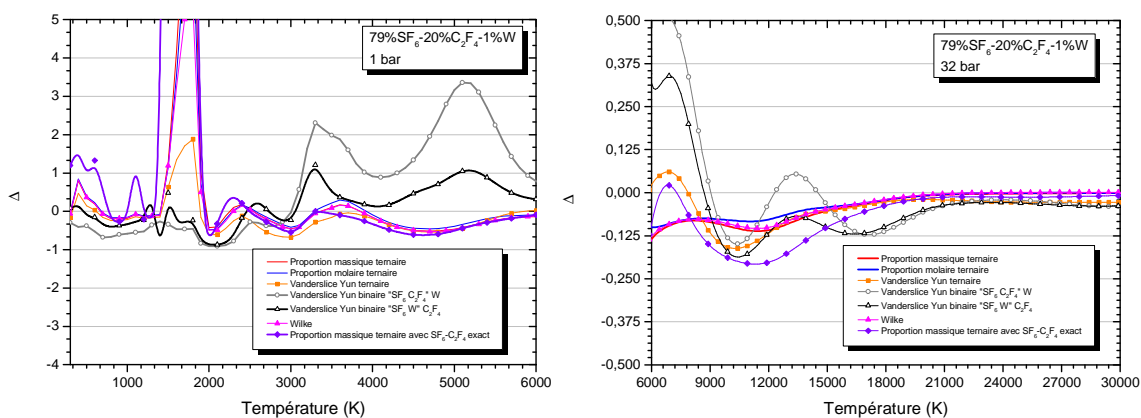 79%SF₆-20%C₂F₄-1%W
1 bar
5
4
3
2
1
0
-1
-2
-3
-4
Δ
Proportion massique ternaire
Proportion molaire ternaire
Vanderslice Yun ternaire
Vanderslice Yun binaire "SF₆ C₂F₄" W
Vanderslice Yun binaire "SF₆ W" C₂F₄
Wilke
Proportion massique ternaire avec SF₆-C₂F₄ exact
1000 2000 3000 4000 5000 6000
Température (K)
79%SF₆-20%C₂F₄-1%W
32 bar
0,500
0,375
0,250
0,125
0,000
-0,125
-0,250
-0,375
-0,500
Δ
Proportion massique ternaire
Proportion molaire ternaire
Vanderslice Yun ternaire
Vanderslice Yun binaire "SF₆ C₂F₄" W
Vanderslice Yun binaire "SF₆ W" C₂F₄
Wilke
Proportion massique ternaire avec SF₆-C₂F₄ exact
6000 9000 12000 15000 18000 21000 24000 27000 30000
Température (K)